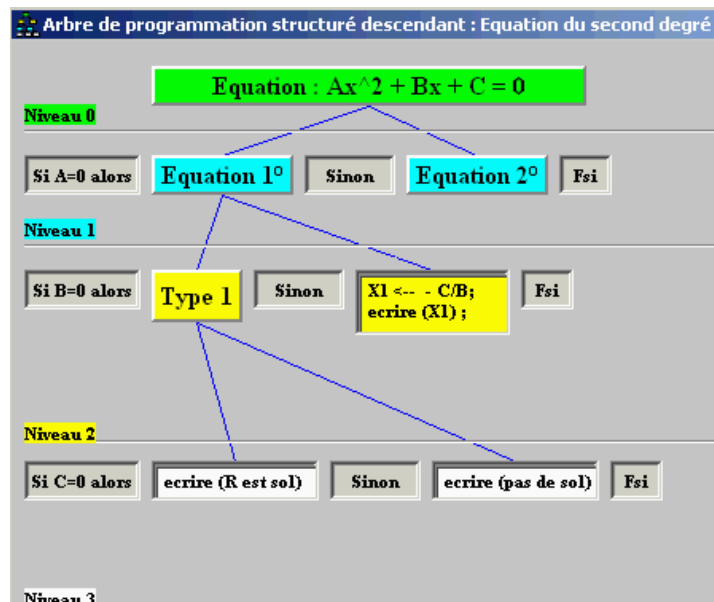 Arbre de programmation structuré descendant : Equation du second degré
Equation : Ax^2 + Bx + C = 0
Niveau 0
Si A=0 alors Equation 1° Sinon Equation 2° Fsi
Niveau 1
Si B=0 alors Type 1 Sinon X1 <-- - C/B; Fsi
ecrire (X1) ;
Niveau 2
Si C=0 alors ecrire (R est sol) Sinon ecrire (pas de sol) Fsi
Niveau 3